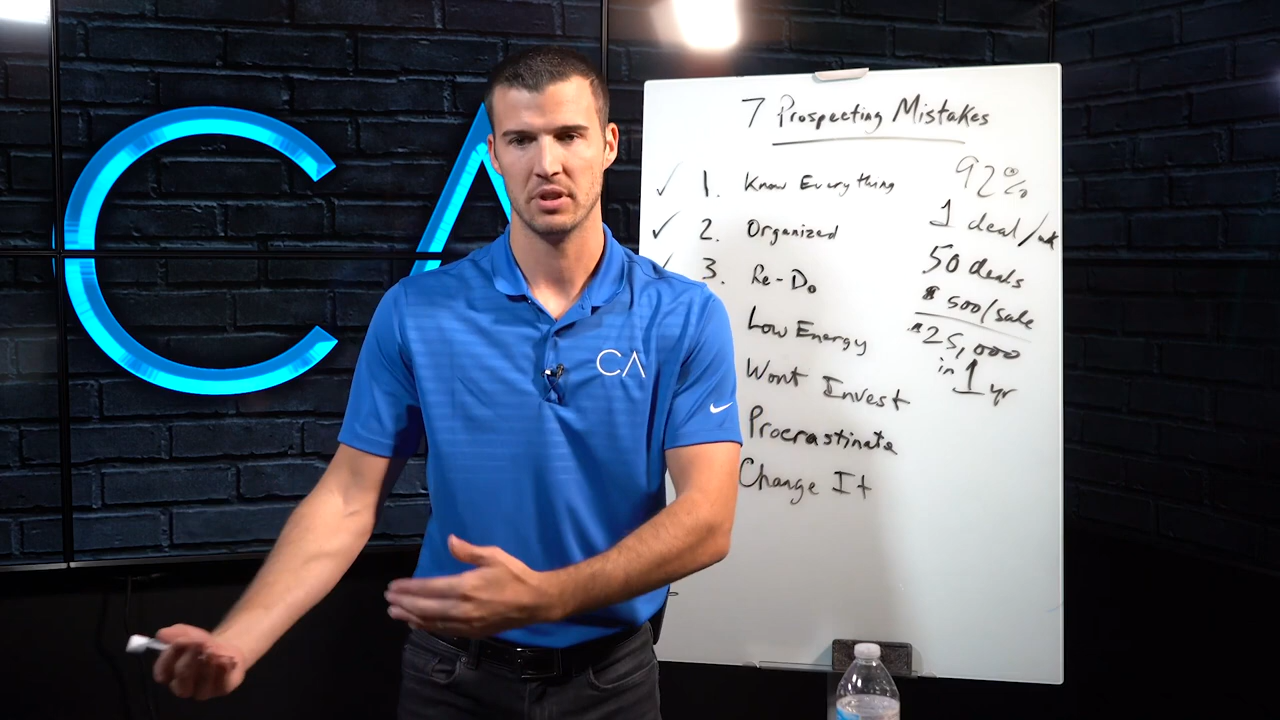 CA
CA
7 Prospecting Mistakes
✓ 1. Know Everything
✓ 2. Organized
3. Re-Do
Low Energy
Wont Invest
Procrastinate
Change It
92%
1 deal/wk
50 deals
$500/sale
$25,000
in 1 yr